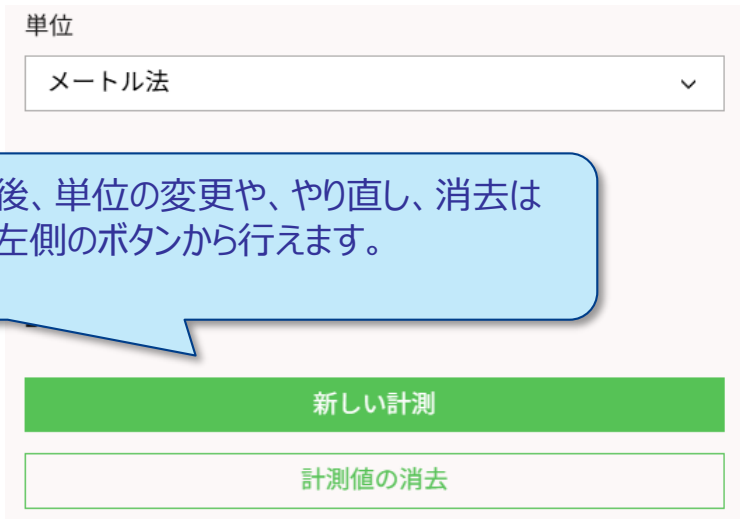 単位
メートル法
後、単位の変更や、やり直し、消去は
左側のボタンから行えます。
新しい計測
計測値の消去